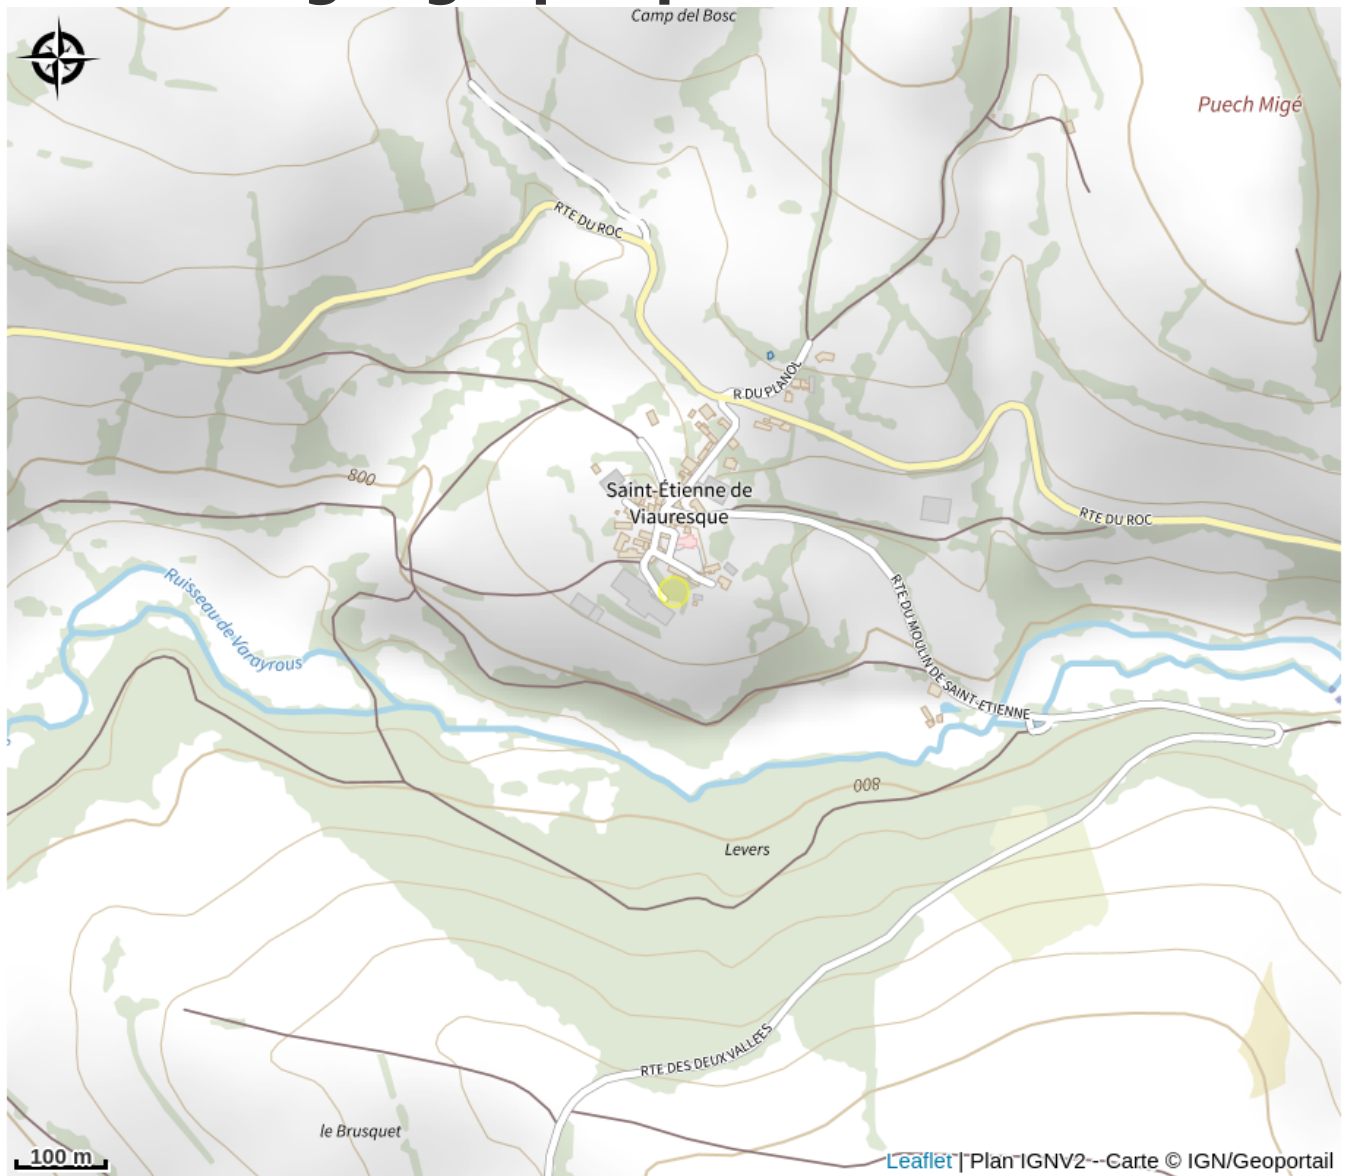 Camp del Bosc
Puech Migé
RTE DU ROC
R DU PLANOL
800
Saint-Étienne de
Viauresque
RTE DU ROC
Ruisseau de Varayrous
RTE DU MOULIN DE SAINT-ETIENNE
800
Levers
RTE DES DEUX VALLEES
le Brusquet
100 m
Leaflet | Plan IGNV2 - Carte © IGN/Geoportail